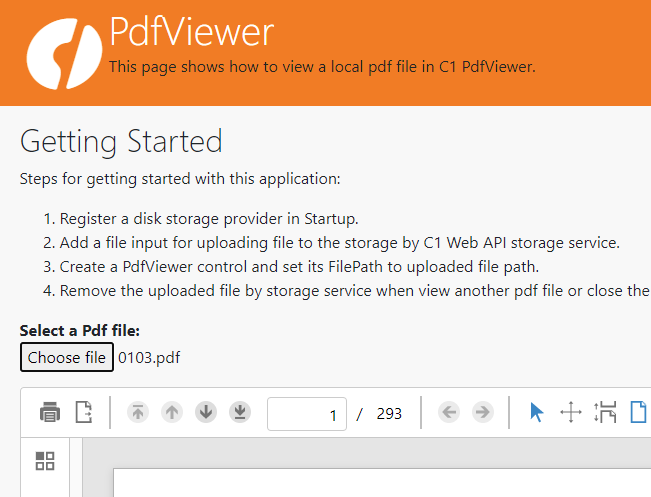 PdfViewer
This page shows how to view a local pdf file in C1 PdfViewer.
Getting Started
Steps for getting started with this application:
1. Register a disk storage provider in Startup.
2. Add a file input for uploading file to the storage by C1 Web API storage service.
3. Create a PdfViewer control and set its FilePath to uploaded file path.
4. Remove the uploaded file by storage service when view another pdf file or close the
Select a Pdf file:
Choose file 0103.pdf
1 / 293